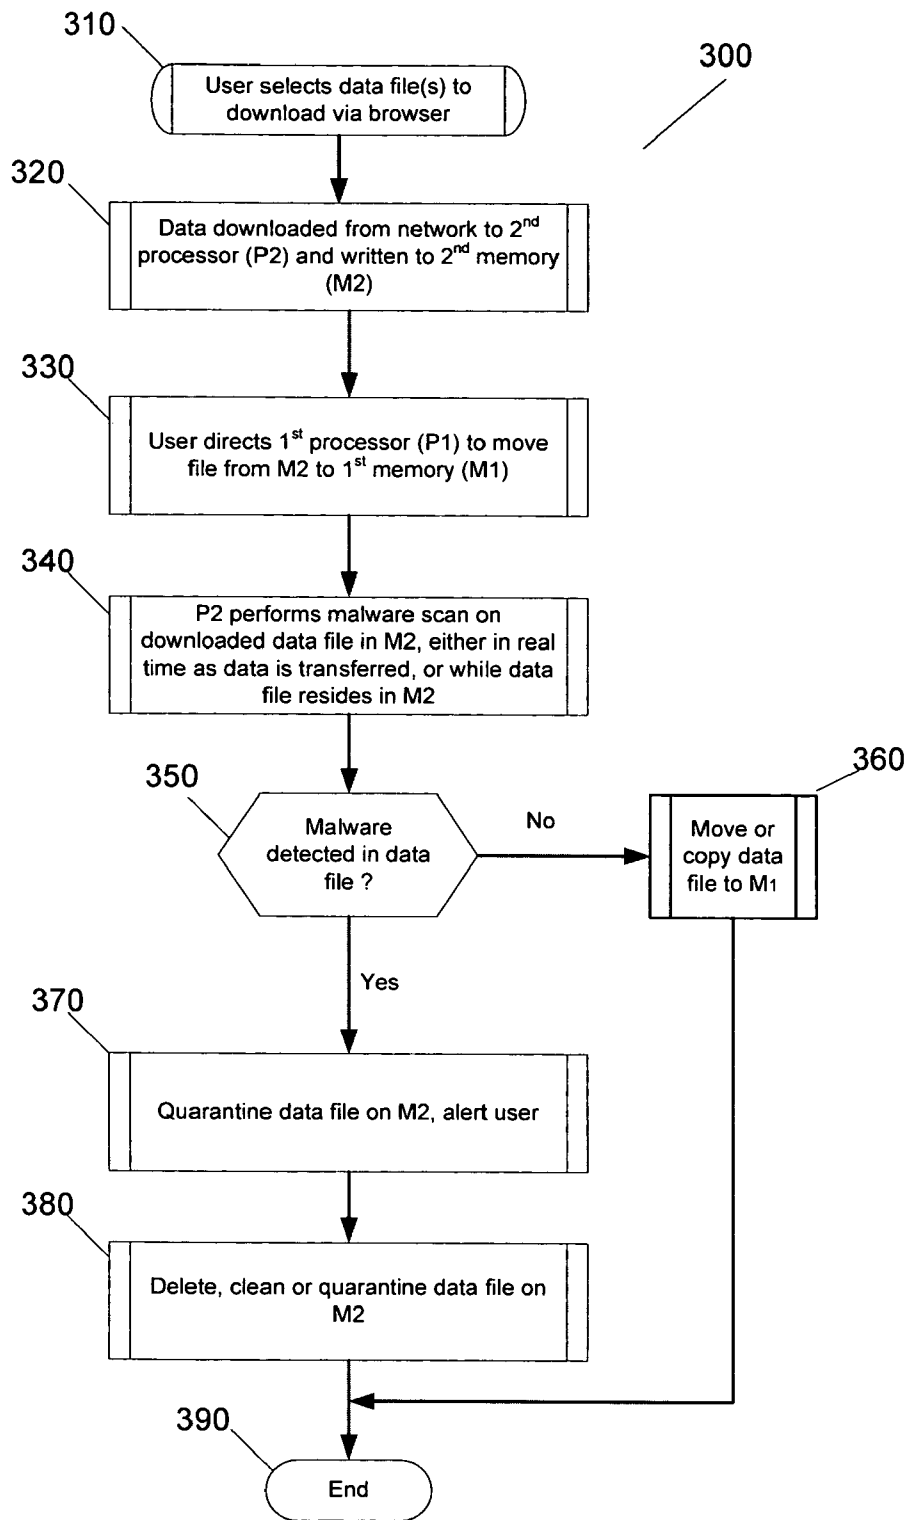 310
300
User selects data file(s) to
download via browser
320
Data downloaded from network to 2nd
processor (P2) and written to 2nd memory
(M2)
330
User directs 1st processor (P1) to move
file from M2 to 1st memory (M1)
340
P2 performs malware scan on
downloaded data file in M2, either in real
time as data is transferred, or while data
file resides in M2
350
Malware
detected in data
file ?
No
360
Move or
copy data
file to M1
Yes
370
Quarantine data file on M2, alert user
380
Delete, clean or quarantine data file on
M2
390
End